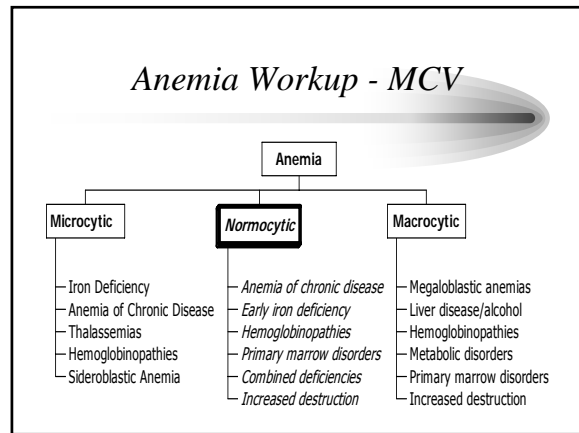 Anemia Workup - MCV
Anemia
Microcytic
Normocytic
Macrocytic
Iron Deficiency
Anemia of Chronic Disease
Thalassemias
Hemoglobinopathies
Sideroblastic Anemia
Anemia of chronic disease
Early iron deficiency
Hemoglobinopathies
Primary marrow disorders
Combined deficiencies
Increased destruction
Megaloblastic anemias
Liver disease/alcohol
Hemoglobinopathies
Metabolic disorders
Primary marrow disorders
Increased destruction